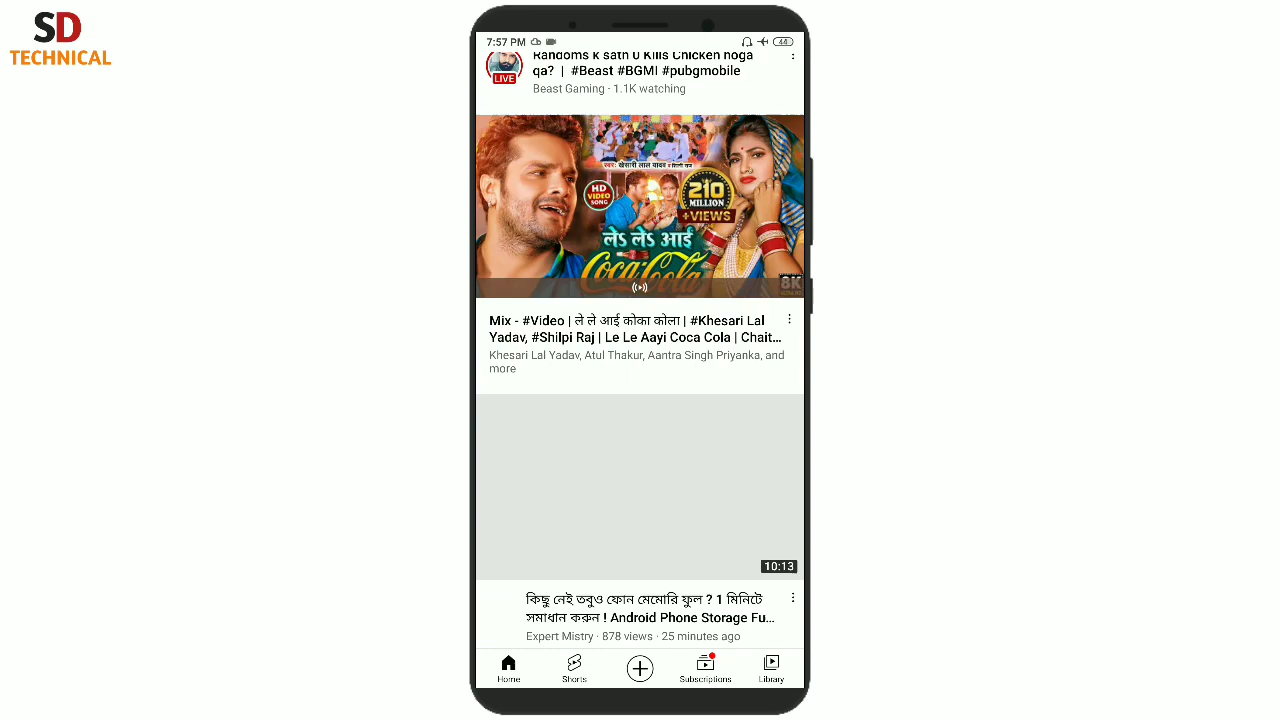 SD
TECHNICAL
7:57 PM
44
Randoms k sath 0 Kills Chicken hoga
qa? | #Beast #BGMI #pubgmobile
LIVE
Beast Gaming · 1.1K watching
स्वर: खेसारी लाल यादव
HD
VIDEO
SONG
210
MILLION
+VIEWS
लेऽ लेऽ आई
Coca-Cola
8K
Mix - #Video | ले ले आई कोका कोला | #Khesari Lal
Yadav, #Shilpi Raj | Le Le Aayi Coca Cola | Chait...
Khesari Lal Yadav, Atul Thakur, Aantra Singh Priyanka, and
more
10:13
কিছু নেই তবুও ফোন মেমোরি ফুল ? 1 মিনিটে
সমাধান করুন ! Android Phone Storage Fu...
Expert Mistry · 878 views · 25 minutes ago
Home
Shorts
Subscriptions
Library